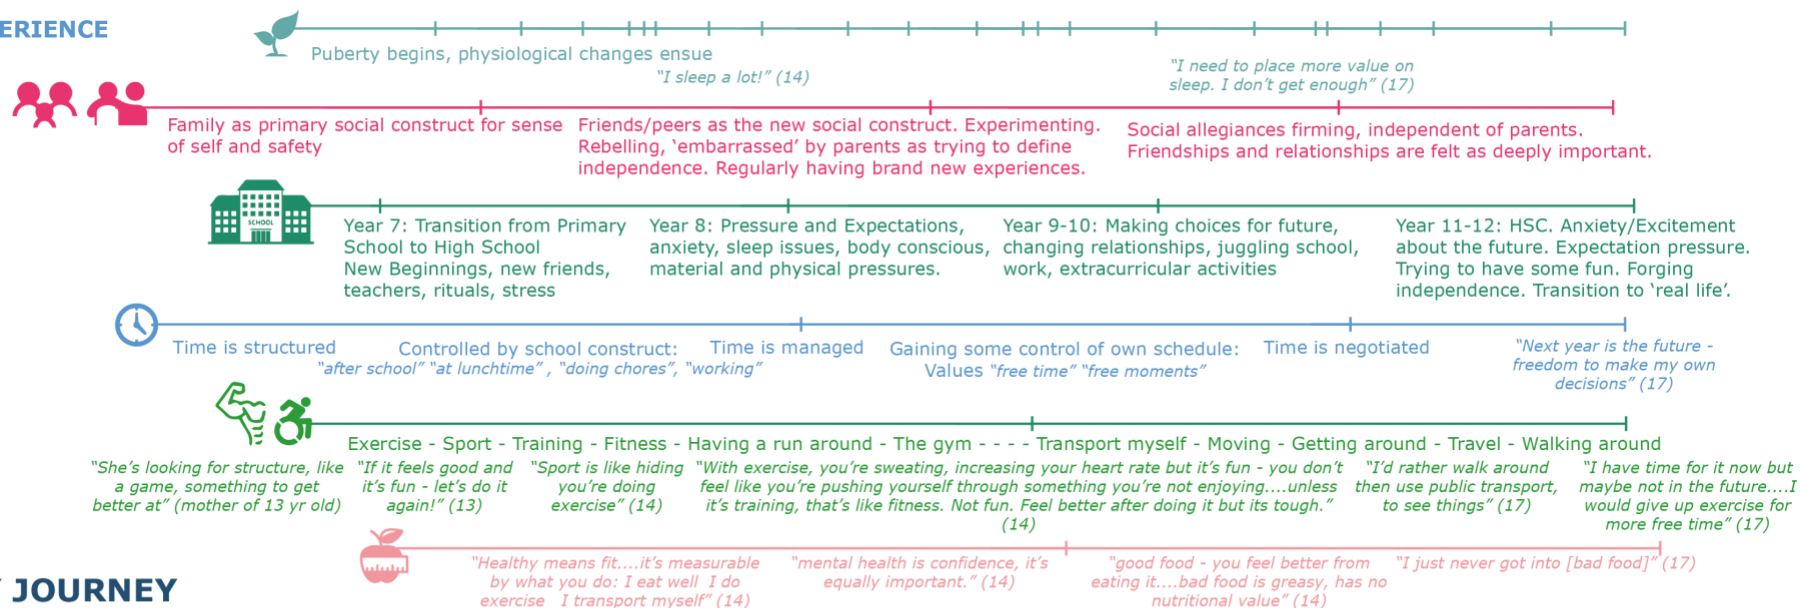 ERIENCE
Puberty begins, physiological changes ensue
“I sleep a lot!” (14)
“I need to place more value on
sleep. I don’t get enough” (17)
Family as primary social construct for sense
of self and safety
Friends/peers as the new social construct. Experimenting.
Rebelling, ‘embarrassed’ by parents as trying to define
independence. Regularly having brand new experiences.
Social allegiances firming, independent of parents.
Friendships and relationships are felt as deeply important.
SCHOOL
Year 7: Transition from Primary
School to High School
New Beginnings, new friends,
teachers, rituals, stress
Year 8: Pressure and Expectations,
anxiety, sleep issues, body conscious,
material and physical pressures.
Year 9-10: Making choices for future,
changing relationships, juggling school,
work, extracurricular activities
Year 11-12: HSC. Anxiety/Excitement
about the future. Expectation pressure.
Trying to have some fun. Forging
independence. Transition to ‘real life’.
Time is structured
Controlled by school construct:
“after school” “at lunchtime” , “doing chores”, “working”
Time is managed
Gaining some control of own schedule:
Values “free time” “free moments”
Time is negotiated
“Next year is the future -
freedom to make my own
decisions” (17)
Exercise - Sport - Training - Fitness - Having a run around - The gym - - - - Transport myself - Moving - Getting around - Travel - Walking around
“She’s looking for structure, like
a game, something to get
better at” (mother of 13 yr old)
“If it feels good and
it’s fun - let’s do it
again!” (13)
“Sport is like hiding
you’re doing
exercise” (14)
“With exercise, you’re sweating, increasing your heart rate but it’s fun - you don’t
feel like you’re pushing yourself through something you’re not enjoying....unless
it’s training, that’s like fitness. Not fun. Feel better after doing it but its tough.”
(14)
“I’d rather walk around
then use public transport,
to see things” (17)
“I have time for it now but
maybe not in the future....I
would give up exercise for
more free time” (17)
“Healthy means fit....it’s measurable
by what you do: I eat well I do
exercise I transport myself” (14)
“mental health is confidence, it’s
equally important.” (14)
“good food - you feel better from
eating it....bad food is greasy, has no
nutritional value” (14)
“I just never got into [bad food]” (17)
JOURNEY